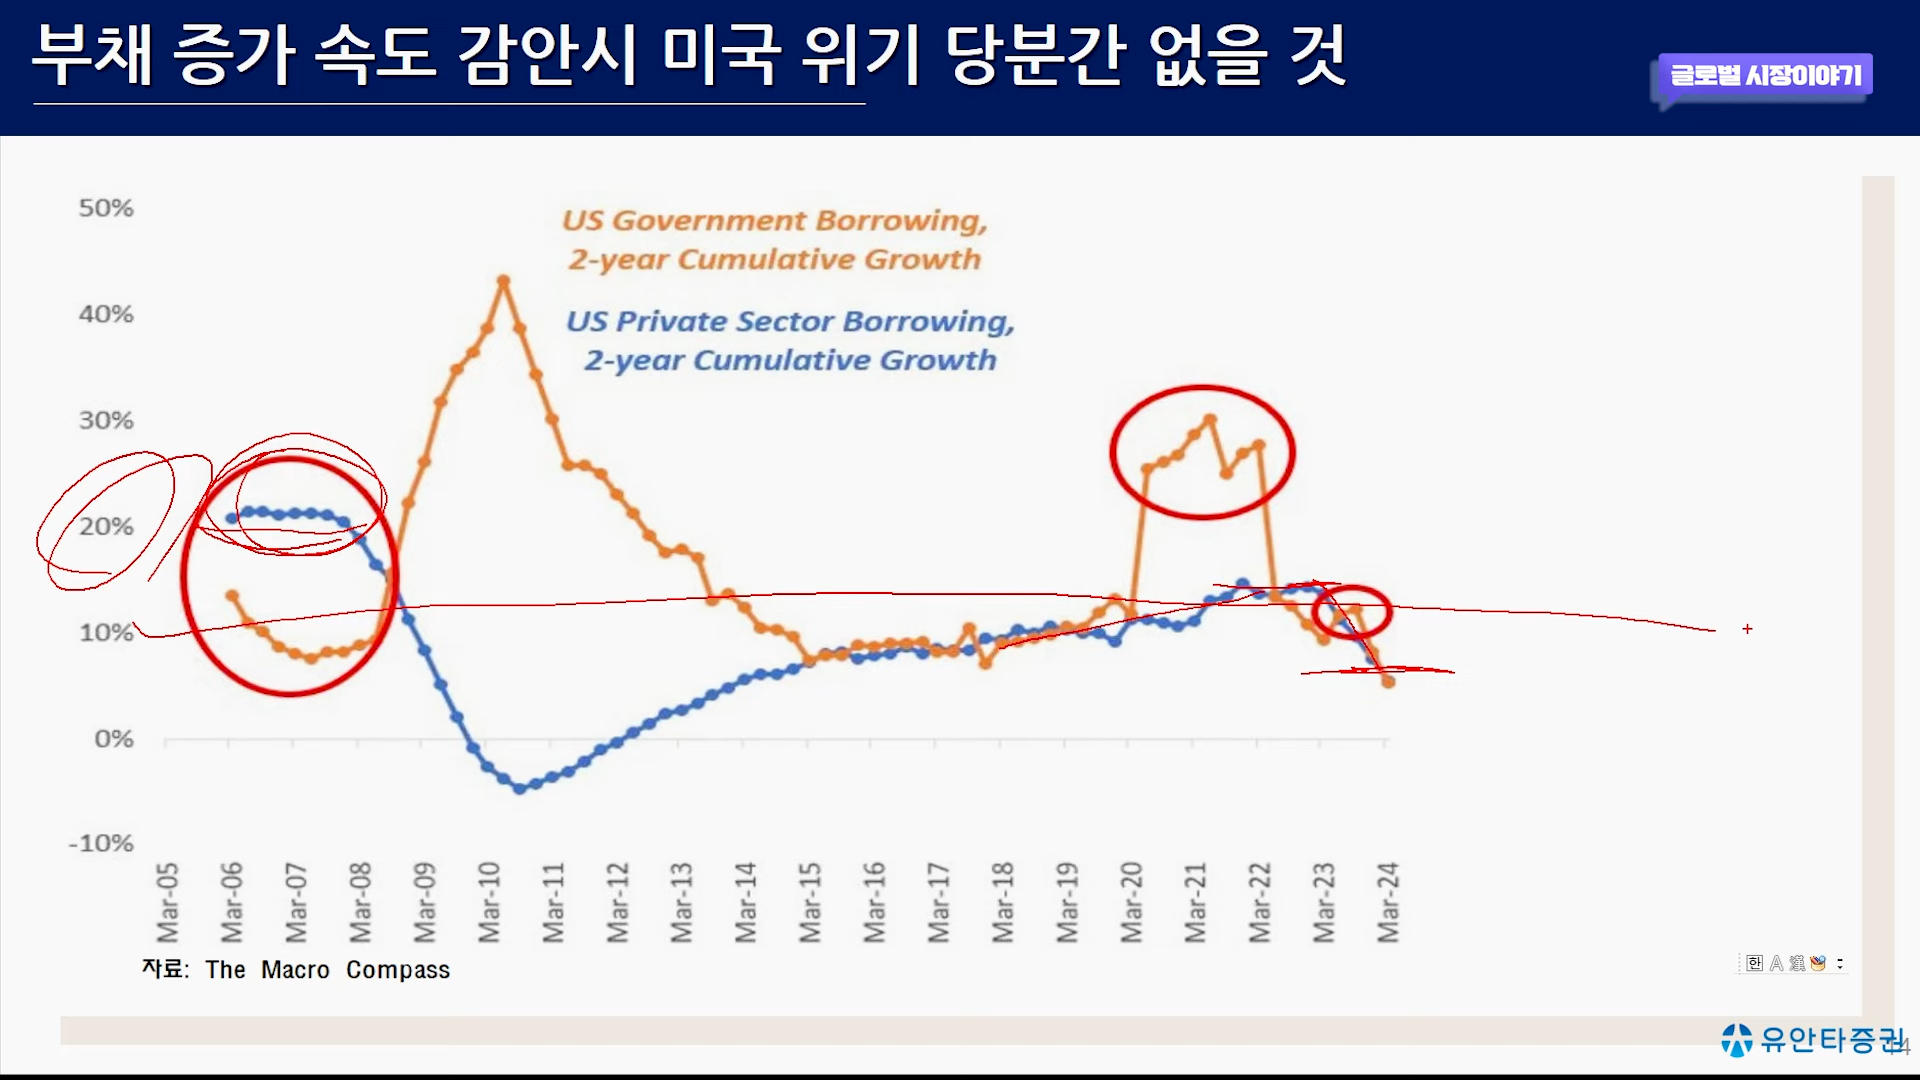 부채 증가 속도 감안시 미국 위기 당분간 없을 것
글로벌 시장이야기
50%
40%
30%
20%
10%
0%
-10%
US Government Borrowing,
2-year Cumulative Growth
US Private Sector Borrowing,
2-year Cumulative Growth
Mar-05
Mar-06
Mar-07
Mar-08
Mar-09
Mar-10
Mar-11
Mar-12
Mar-13
Mar-14
Mar-15
Mar-16
Mar-17
Mar-18
Mar-19
Mar-20
Mar-21
Mar-22
Mar-23
Mar-24
자료: The Macro Compass
한 A 漢
유안타증권
14